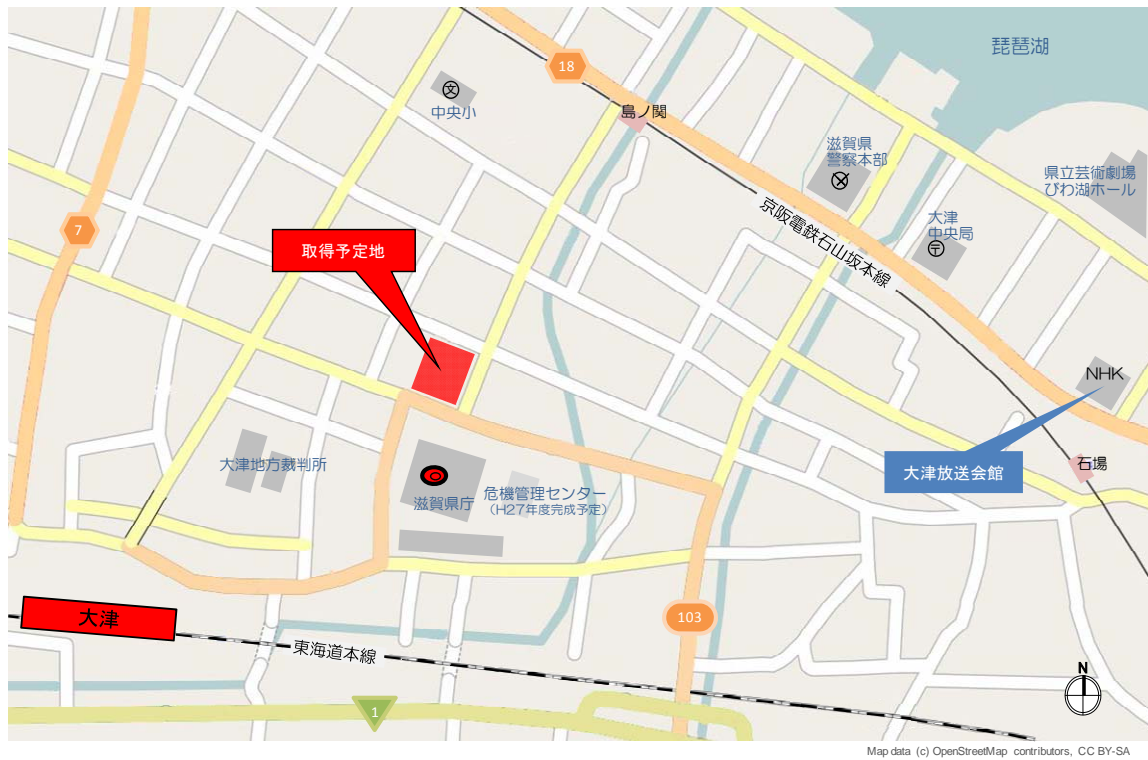 琵琶湖
18
中央小
島ノ関
滋賀県
警察本部
県立芸術劇場
びわ湖ホール
大津
中央局
7
取得予定地
京阪電鉄石山坂本線
NHK
大津放送会館
石場
大津地方裁判所
滋賀県庁
危機管理センター
（H27年度完成予定）
大津
103
東海道本線
N
1
Map data (c) OpenStreetMap contributors, CC BY-SA